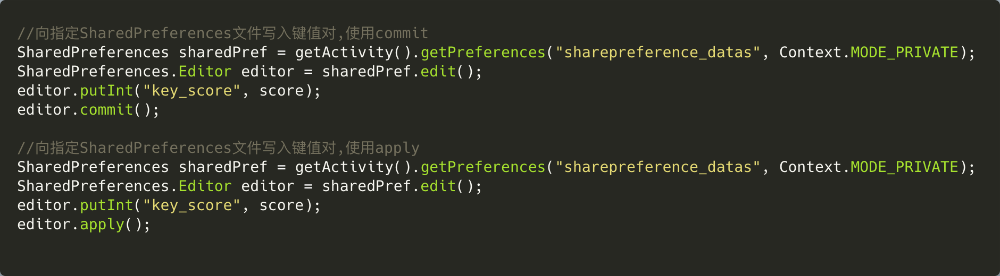 //向指定SharedPreferences文件写入键值对,使用commit
SharedPreferences sharedPref = getActivity().getPreferences("sharepreference_datas", Context.MODE_PRIVATE);
SharedPreferences.Editor editor = sharedPref.edit();
editor.putInt("key_score", score);
editor.commit();
//向指定SharedPreferences文件写入键值对,使用apply
SharedPreferences sharedPref = getActivity().getPreferences("sharepreference_datas", Context.MODE_PRIVATE);
SharedPreferences.Editor editor = sharedPref.edit();
editor.putInt("key_score", score);
editor.apply();